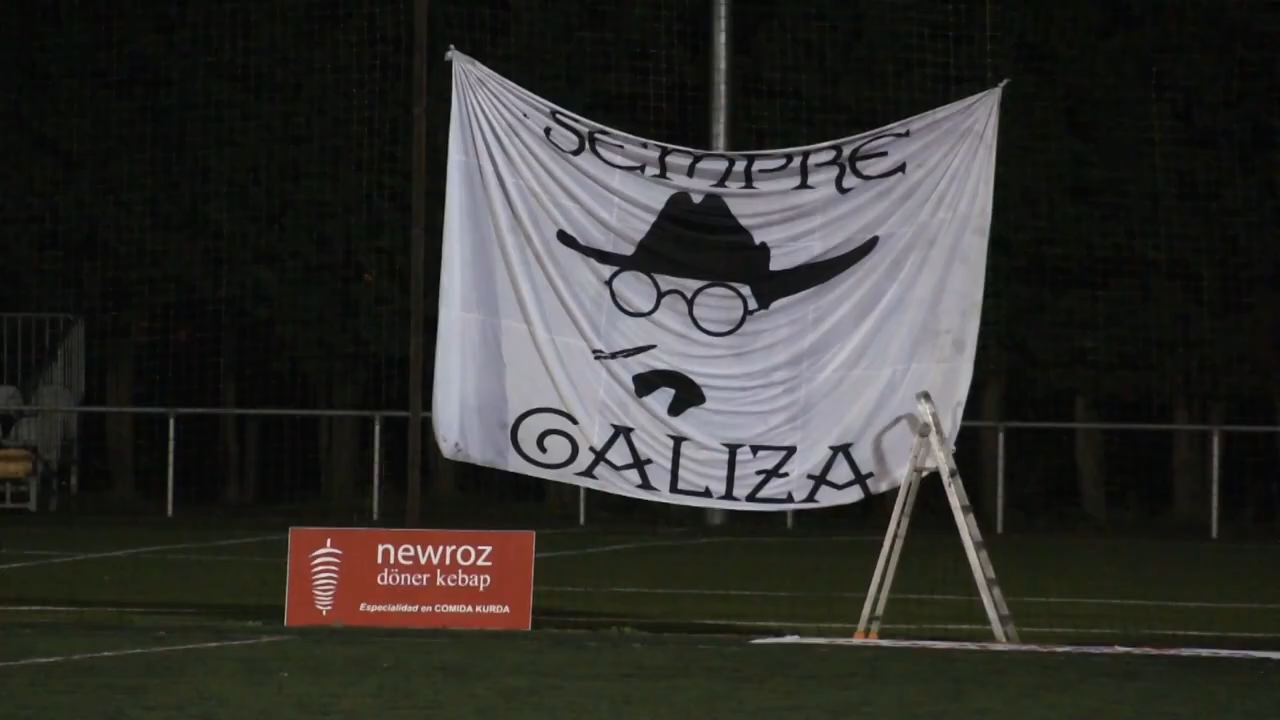 SEMPRE
GALIZA
newroz
döner kebap
Especialidad en COMIDA KURDA